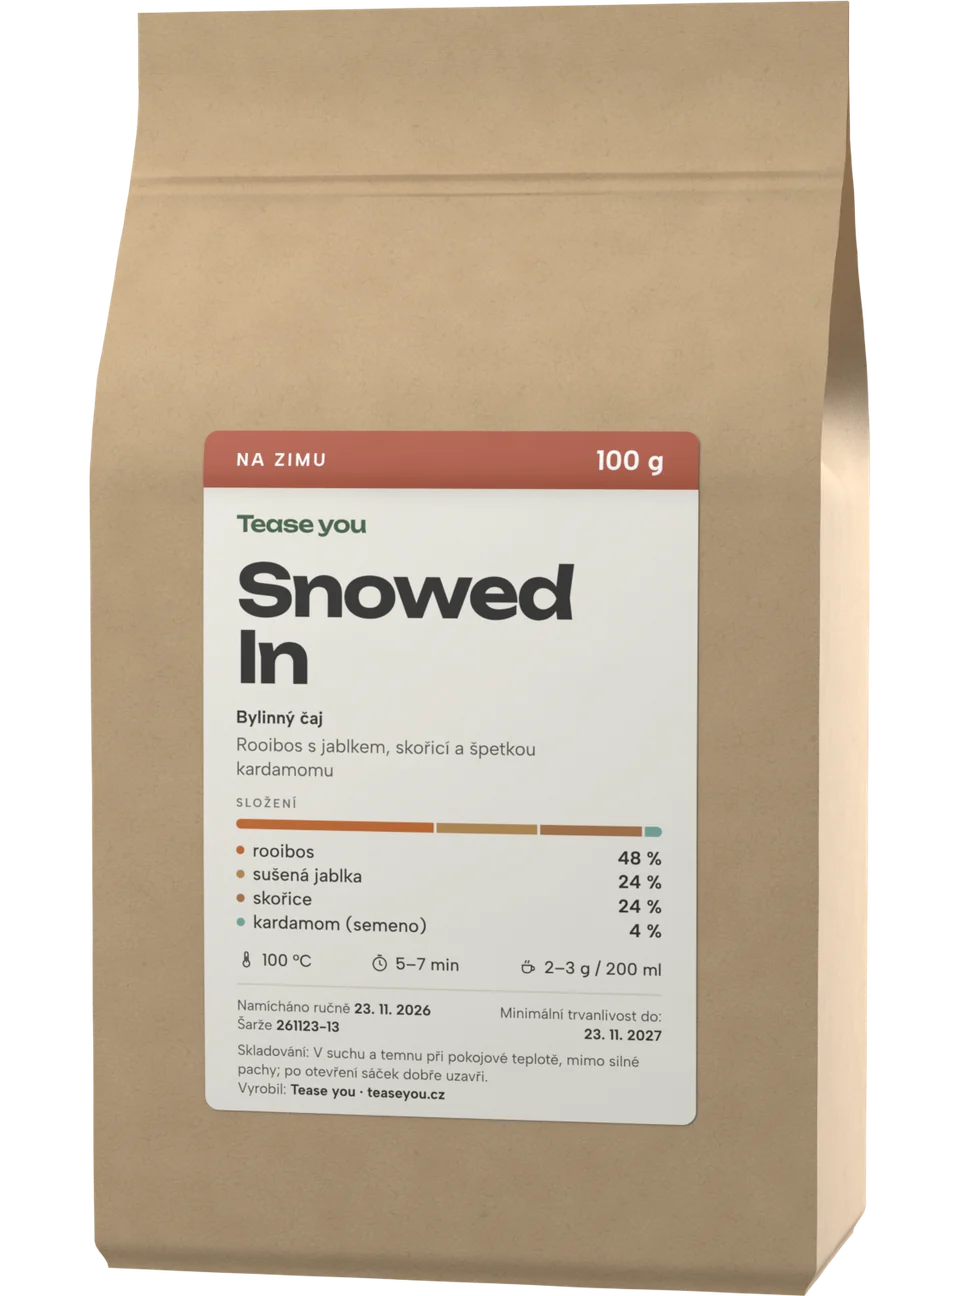 NA ZIMU 100 g
Tease you
Snowed
In
Bylinný čaj
Rooibos s jablkem, skořicí a špetkou
kardamomu
SLOŽENÍ
rooibos 48 %
sušená jablka 24 %
skořice 24 %
kardamom (semeno) 4 %
100 °C 5–7 min 2–3 g / 200 ml
Namícháno ručně 23. 11. 2026
Šarže 261123-13
Minimální trvanlivost do:
23. 11. 2027
Skladování: V suchu a temnu při pokojové teplotě, mimo silné
pachy; po otevření sáček dobře uzavři.
Vyrobil: Tease you · teaseyou.cz